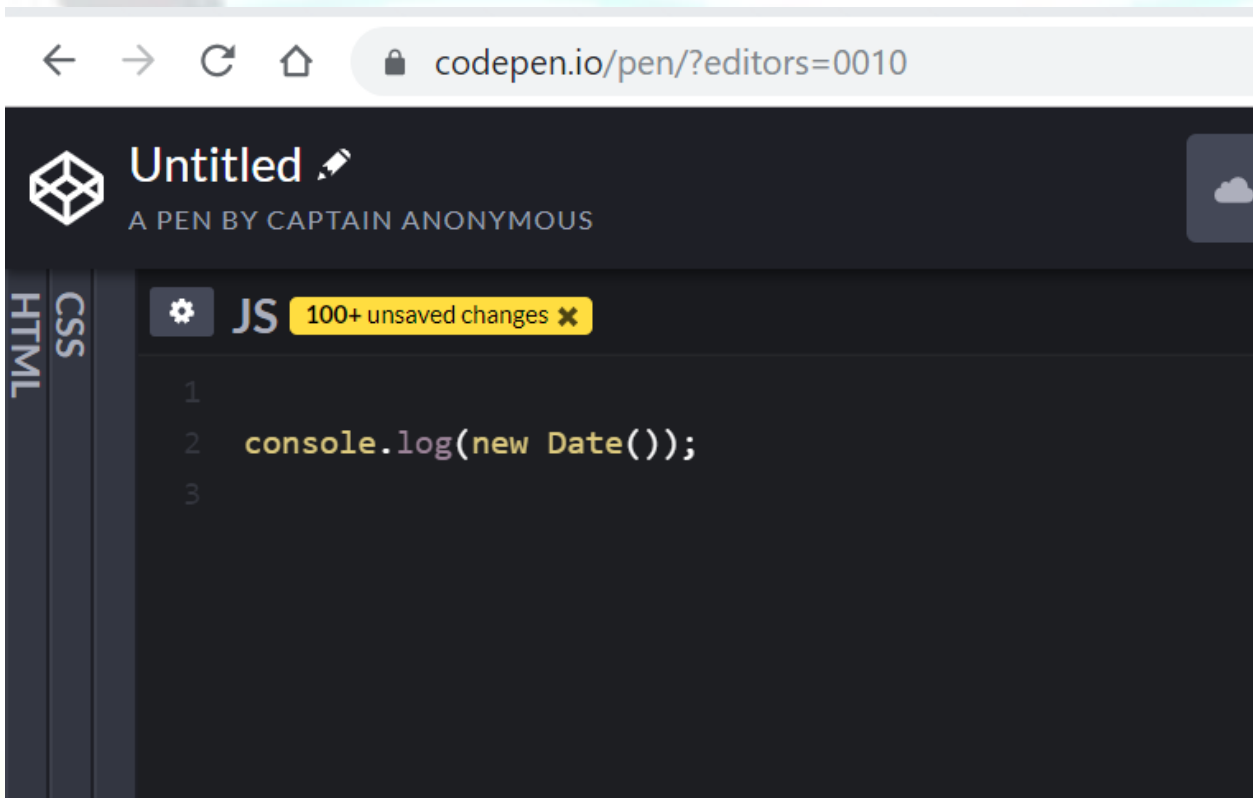 codepen.io/pen/?editors=0010
Untitled
A PEN BY CAPTAIN ANONYMOUS
HTML
CSS
JS 100+ unsaved changes
1
2 console.log(new Date());
3